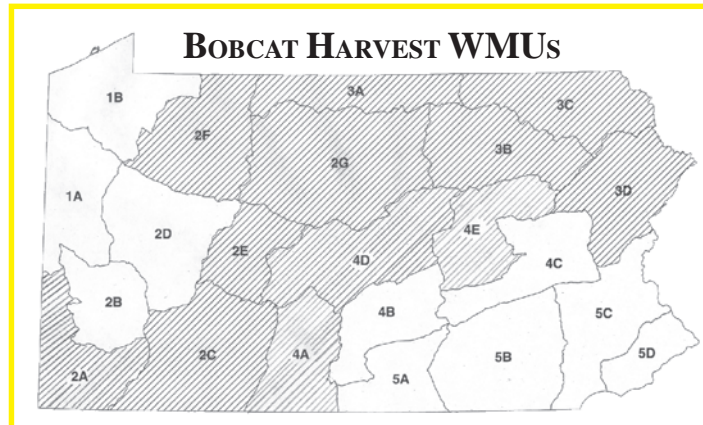 BOBCAT HARVEST WMUS
3A
3C
1B
2F
3B
2G
3D
1A
4E
2D
2E
4D
4C
2B
4B
5C
2C
4A
5D
5B
2A
5A